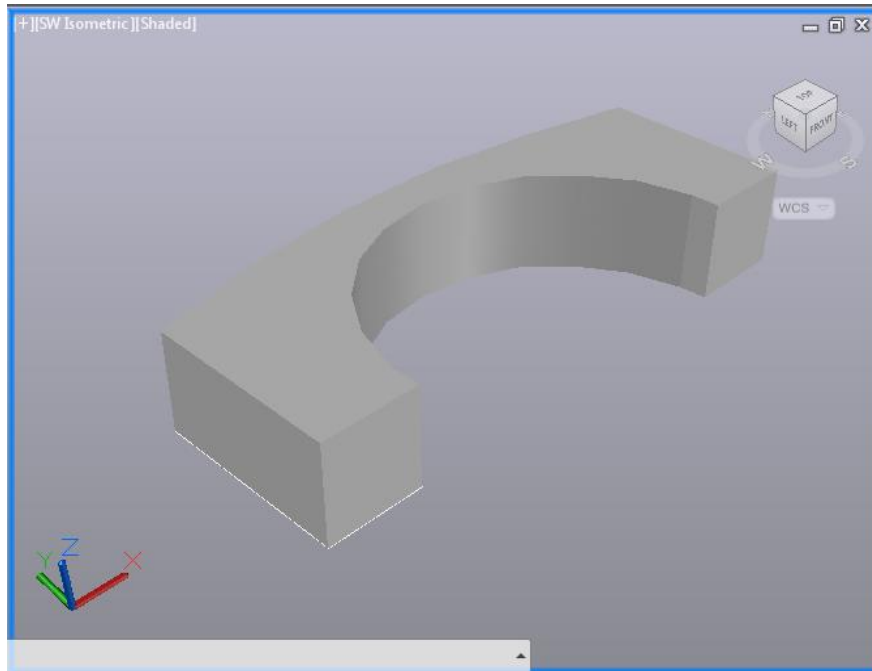 [+][SW Isometric][Shaded]
TOP
LEFT
FRONT
W
S
WCS
Y
Z
X